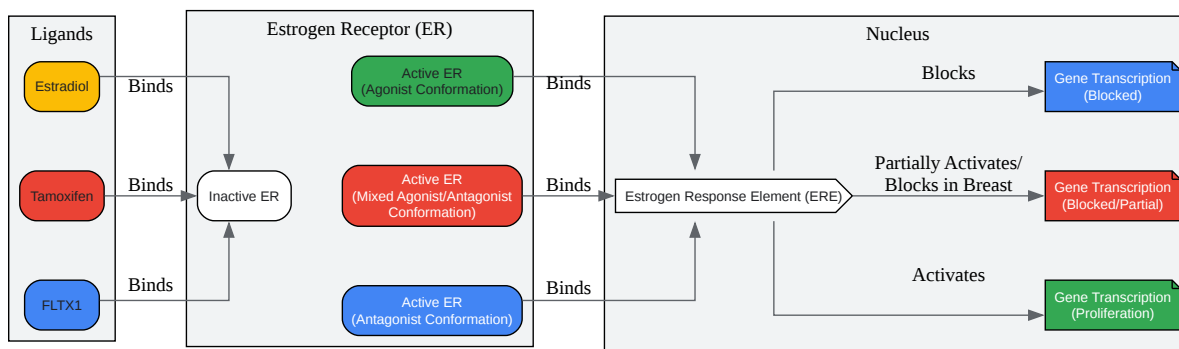 Ligands
Estradiol
Tamoxifen
FLTX1
Binds
Binds
Binds
Estrogen Receptor (ER)
Inactive ER
Active ER
(Agonist Conformation)
Active ER
(Mixed Agonist/Antagonist
Conformation)
Active ER
(Antagonist Conformation)
Binds
Binds
Binds
Nucleus
Estrogen Response Element (ERE)
Blocks
Partially Activates/
Blocks in Breast
Activates
Gene Transcription
(Blocked)
Gene Transcription
(Blocked/Partial)
Gene Transcription
(Proliferation)